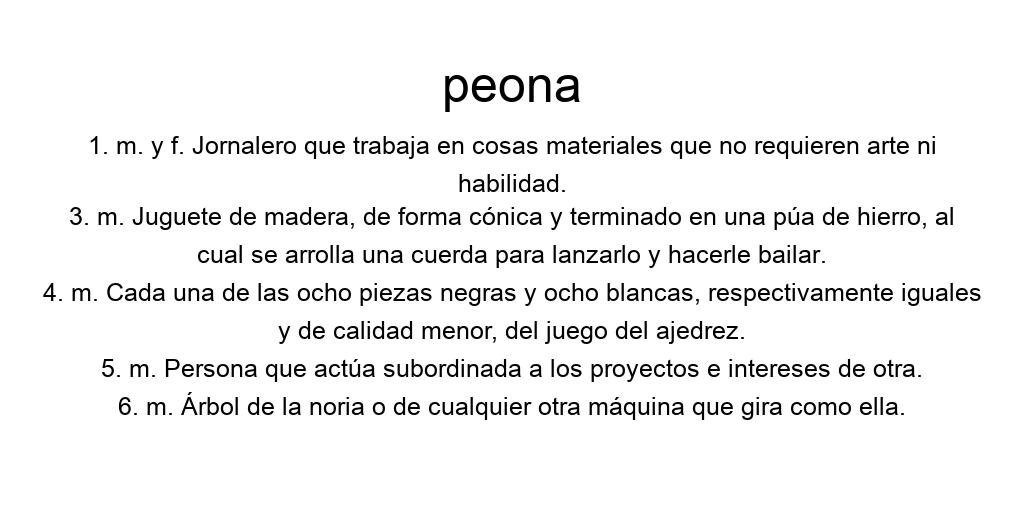 peona
1. m. y f. Jornalero que trabaja en cosas materiales que no requieren arte ni
habilidad.
3. m. Juguete de madera, de forma cónica y terminado en una púa de hierro, al
cual se arrolla una cuerda para lanzarlo y hacerle bailar.
4. m. Cada una de las ocho piezas negras y ocho blancas, respectivamente iguales
y de calidad menor, del juego del ajedrez.
5. m. Persona que actúa subordinada a los proyectos e intereses de otra.
6. m. Árbol de la noria o de cualquier otra máquina que gira como ella.